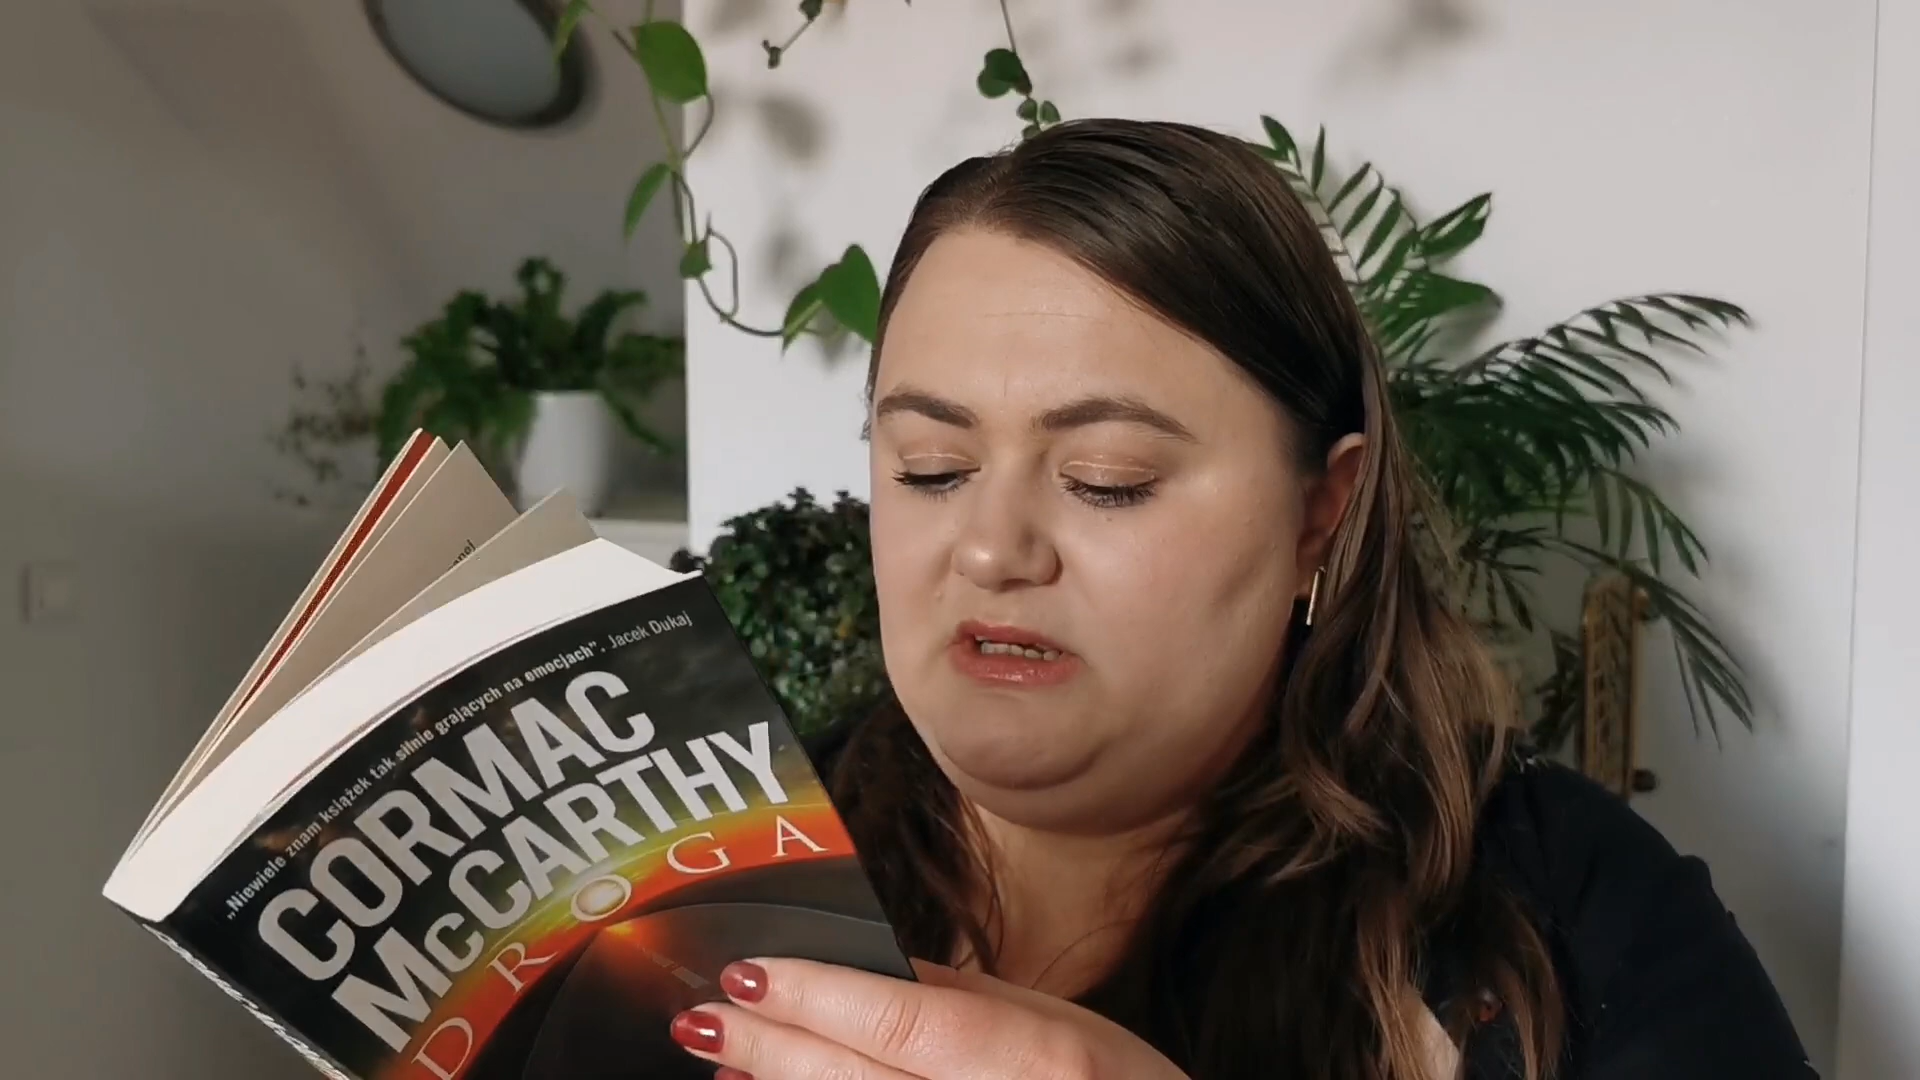 „Niewiele znam książek tak silnie grających na emocjach". Jacek Dukaj
CORMAC
McCARTHY
DROGA